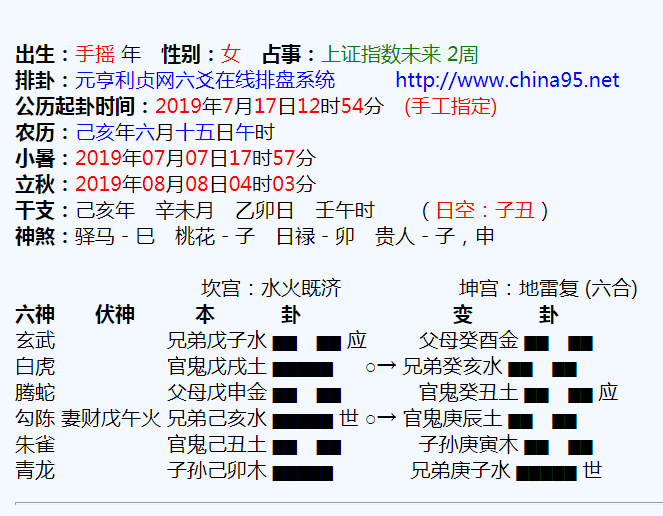 出生：手摇 年 性别：女 占事：上证指数未来 2周
排卦：元亨利贞网六爻在线排盘系统 http://www.china95.net
公历起卦时间：2019年7月17日12时54分 (手工指定)
农历：己亥年六月十五日午时
小暑：2019年07月07日17时57分
立秋：2019年08月08日04时03分
干支：己亥年 辛未月 乙卯日 壬午时 （日空：子丑）
神煞：驿马－巳 桃花－子 日禄－卯 贵人－子，申
坎宫：水火既济 坤宫：地雷复 (六合)
六神 伏神 本 卦 变 卦
玄武 兄弟戊子水 应 父母癸酉金
白虎 官鬼戊戌土 ○→ 兄弟癸亥水
腾蛇 父母戊申金 官鬼癸丑土 应
勾陈 妻财戊午火 兄弟己亥水 世 ○→ 官鬼庚辰土
朱雀 官鬼己丑土 子孙庚寅木
青龙 子孙己卯木 兄弟庚子水 世